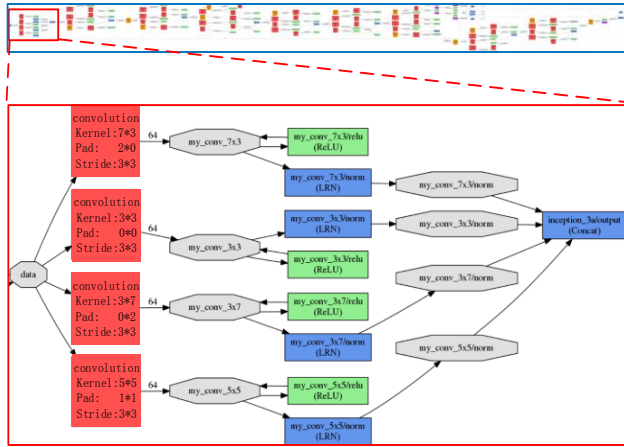 convolution
Kernel:7*3
Pad: 2*0
Stride:3*3
64
my_conv_7x3
my_conv_7x3/relu
(ReLU)
my_conv_7x3/norm
(LRN)
my_conv_7x3/norm
convolution
Kernel:3*3
Pad: 0*0
Stride:3*3
64
my_conv_3x3
my_conv_3x3/norm
(LRN)
my_conv_3x3/norm
my_conv_3x3/relu
(ReLU)
inception_3a/output
(Concat)
data
convolution
Kernel:3*7
Pad: 0*2
Stride:3*3
64
my_conv_3x7
my_conv_3x7/relu
(ReLU)
my_conv_3x7/norm
(LRN)
my_conv_3x7/norm
convolution
Kernel:5*5
Pad: 1*1
Stride:3*3
64
my_conv_5x5
my_conv_5x5/relu
(ReLU)
my_conv_5x5/norm
(LRN)
my_conv_5x5/norm